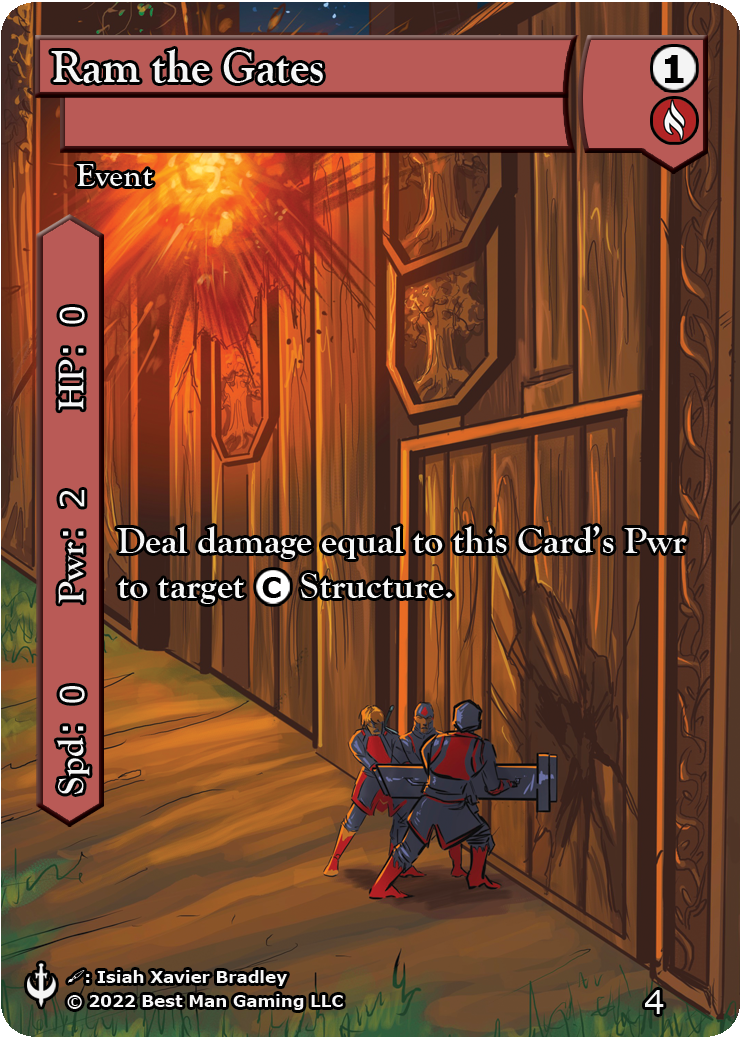 Ram the Gates
1
Event
HP: 0
Pwr: 2
Spd: 0
Deal damage equal to this Card's Pwr
to target C Structure.
: Isiah Xavier Bradley
© 2022 Best Man Gaming LLC
4